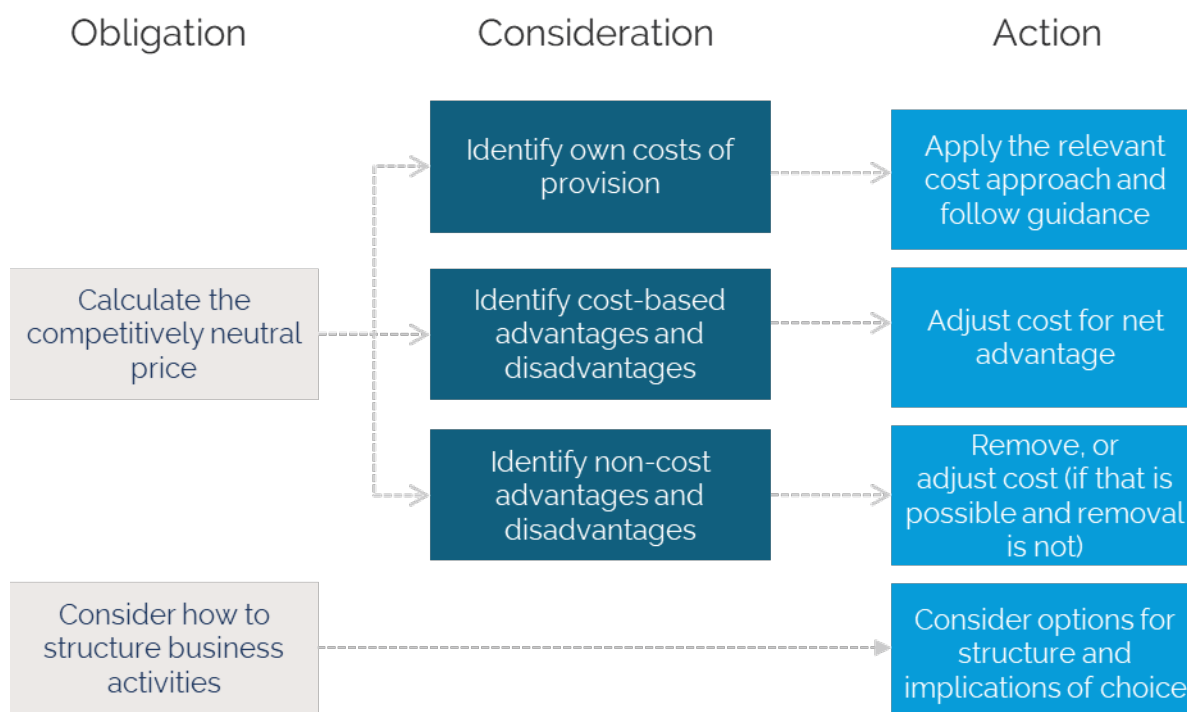 Obligation
Consideration
Action
Identify own costs of
provision
Apply the relevant
cost approach and
follow guidance
Calculate the
competitively neutral
price
Identify cost-based
advantages and
disadvantages
Adjust cost for net
advantage
Identify non-cost
advantages and
disadvantages
Remove, or
adjust cost (if that is
possible and removal
is not)
Consider how to
structure business
activities
Consider options for
structure and
implications of choice